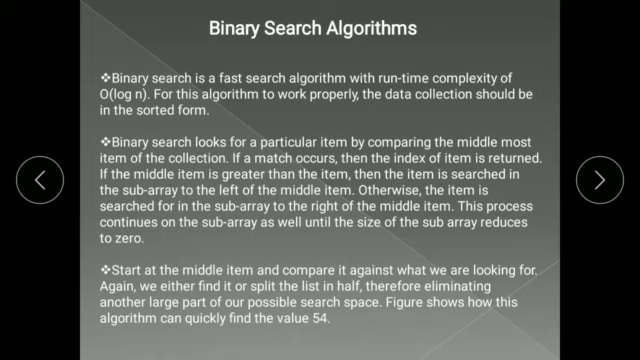 Binary Search Algorithms
❖Binary search is a fast search algorithm with run-time complexity of
O(log n). For this algorithm to work properly, the data collection should be
in the sorted form.
❖Binary search looks for a particular item by comparing the middle most
item of the collection. If a match occurs, then the index of item is returned.
If the middle item is greater than the item, then the item is searched in
the sub-array to the left of the middle item. Otherwise, the item is
searched for in the sub-array to the right of the middle item. This process
continues on the sub-array as well until the size of the sub array reduces
to zero.
❖Start at the middle item and compare it against what we are looking for.
Again, we either find it or split the list in half, therefore eliminating
another large part of our possible search space. Figure shows how this
algorithm can quickly find the value 54.